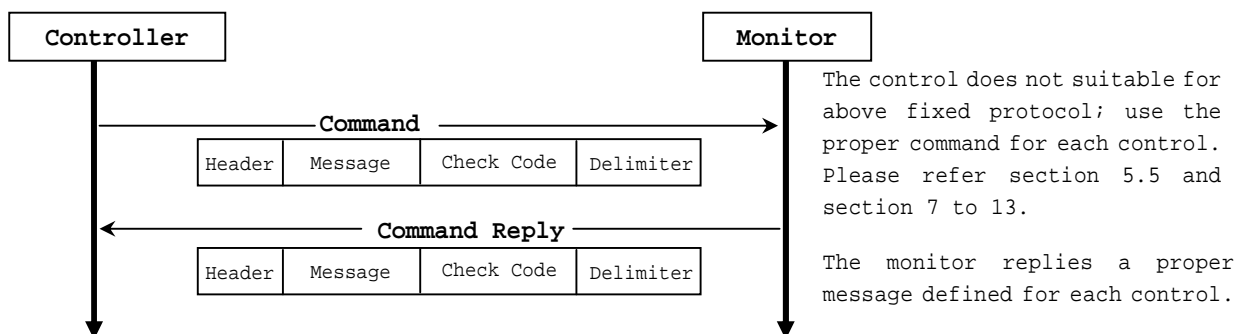 Controller
Monitor
The control does not suitable for
above fixed protocol; use the
proper command for each control.
Please refer section 5.5 and
section 7 to 13.
Command
Header Message Check Code Delimiter
Command Reply
Header Message Check Code Delimiter
The monitor replies a proper
message defined for each control.